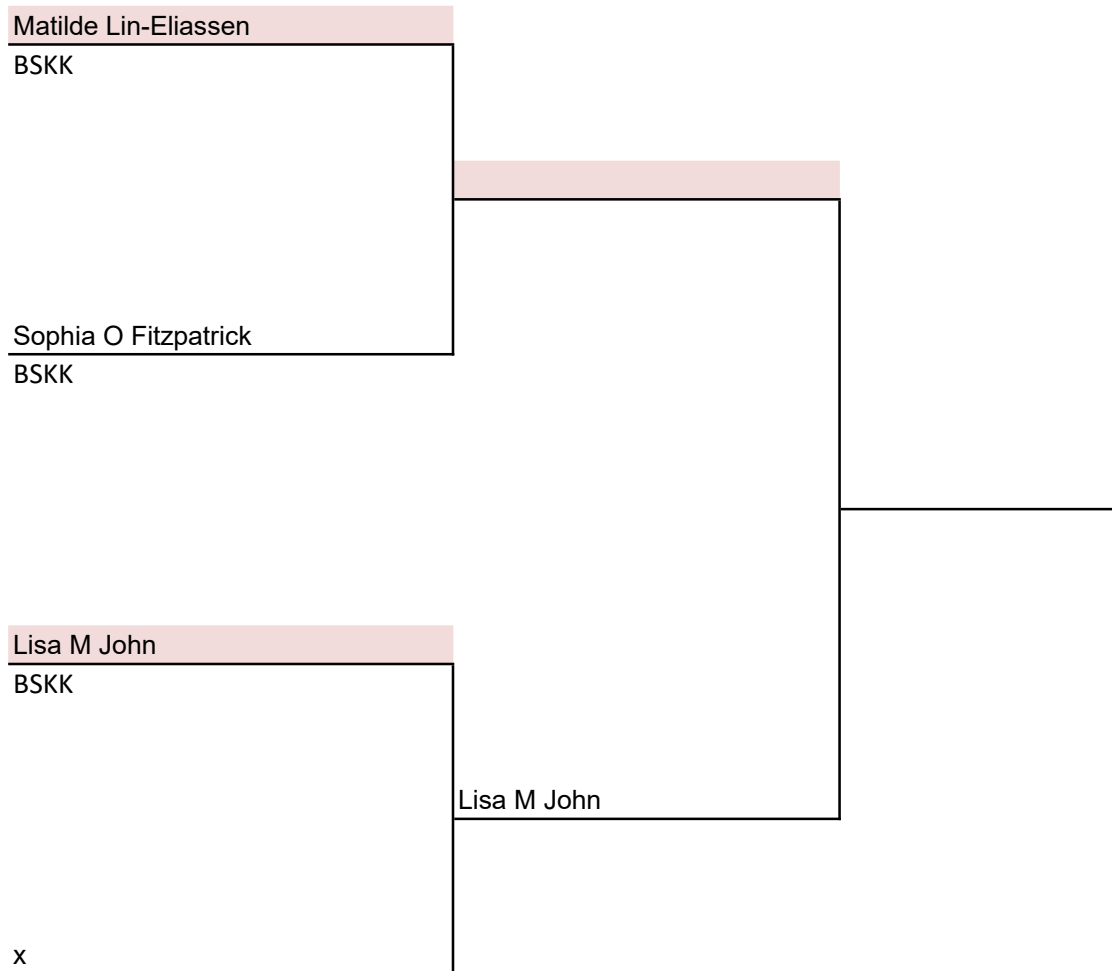 Matilde Lin-Eliassen
BSKK
Sophia O Fitzpatrick
BSKK
Lisa M John
BSKK
Lisa M John
x